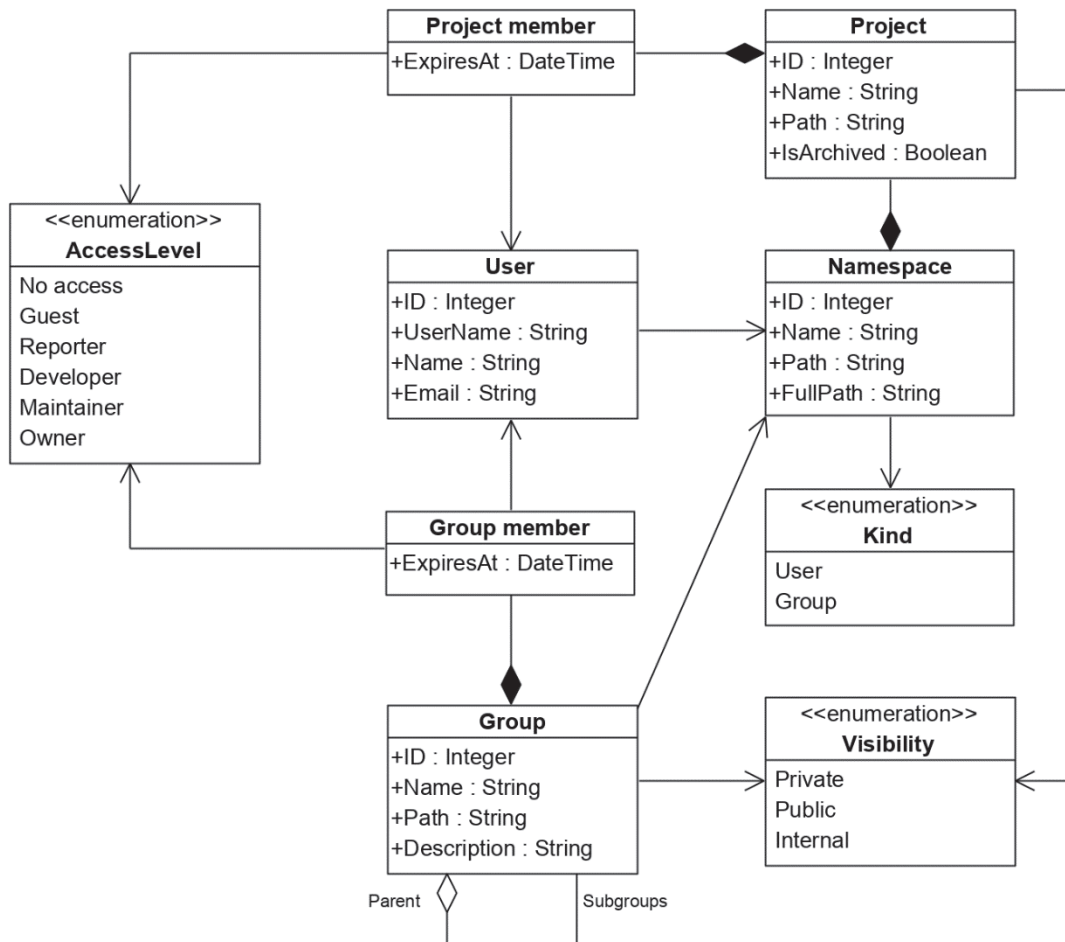 Project member
+ExpiresAt : DateTime
Project
+ID : Integer
+Name : String
+Path : String
+IsArchived : Boolean
<<enumeration>>
AccessLevel
No access
Guest
Reporter
Developer
Maintainer
Owner
User
+ID : Integer
+UserName : String
+Name : String
+Email : String
Namespace
+ID : Integer
+Name : String
+Path : String
+FullPath : String
Group member
+ExpiresAt : DateTime
<<enumeration>>
Kind
User
Group
Group
+ID : Integer
+Name : String
+Path : String
+Description : String
<<enumeration>>
Visibility
Private
Public
Internal
Parent
Subgroups